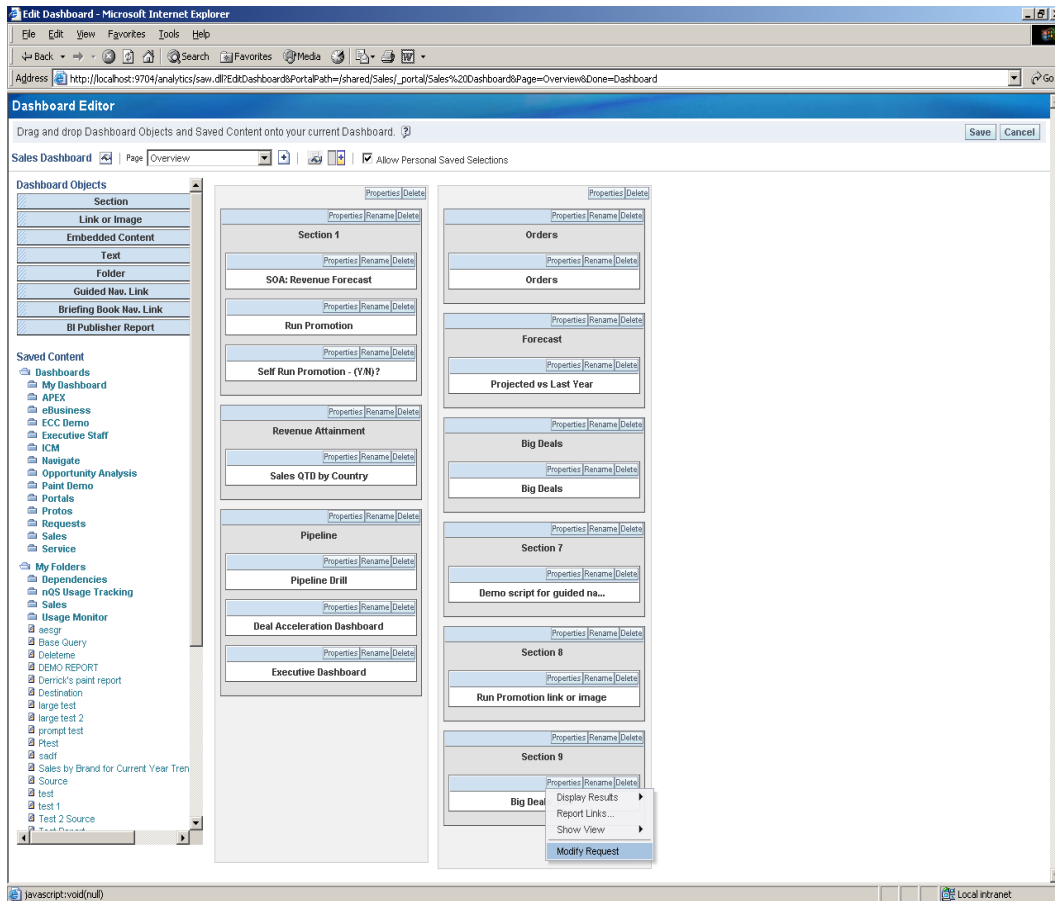 Edit Dashboard - Microsoft Internet Explorer
File Edit View Favorites Tools Help
Back Search Favorites Media
Address http://localhost:9704/analytics/saw.dll?EditDashboard&PortalPath=/shared/Sales/_portal/Sales%20Dashboard&Page=Overview&Done=Dashboard Go
Dashboard Editor
Drag and drop Dashboard Objects and Saved Content onto your current Dashboard. Save Cancel
Sales Dashboard Page Overview Allow Personal Saved Selections
Dashboard Objects
Section
Link or Image
Embedded Content
Text
Folder
Guided Nav. Link
Briefing Book Nav. Link
BI Publisher Report
Saved Content
Dashboards
My Dashboard
APEX
eBusiness
ECC Demo
Executive Staff
ICM
Navigate
Opportunity Analysis
Paint Demo
Portals
Protos
Requests
Sales
Service
My Folders
Dependencies
nQS Usage Tracking
Sales
Usage Monitor
aesgr
Base Query
Deleteme
DEMO REPORT
Derrick's paint report
Destination
large test
large test 2
prompt test
Ptest
sadf
Sales by Brand for Current Year Tren
Source
test
test 1
Test 2 Source
Test Report
Properties Delete
Properties Rename Delete
Section 1
Properties Rename Delete
SOA: Revenue Forecast
Properties Rename Delete
Run Promotion
Properties Rename Delete
Self Run Promotion - (Y/N)?
Properties Rename Delete
Revenue Attainment
Properties Rename Delete
Sales QTD by Country
Properties Rename Delete
Pipeline
Properties Rename Delete
Pipeline Drill
Properties Rename Delete
Deal Acceleration Dashboard
Properties Rename Delete
Executive Dashboard
Properties Delete
Properties Rename Delete
Orders
Properties Rename Delete
Orders
Properties Rename Delete
Forecast
Properties Rename Delete
Projected vs Last Year
Properties Rename Delete
Big Deals
Properties Rename Delete
Big Deals
Properties Rename Delete
Section 7
Properties Rename Delete
Demo script for guided na...
Properties Rename Delete
Section 8
Properties Rename Delete
Run Promotion link or image
Properties Rename Delete
Section 9
Properties Rename Delete
Big Deal
Display Results
Report Links...
Show View
Modify Request
javascript:void(null) Local intranet